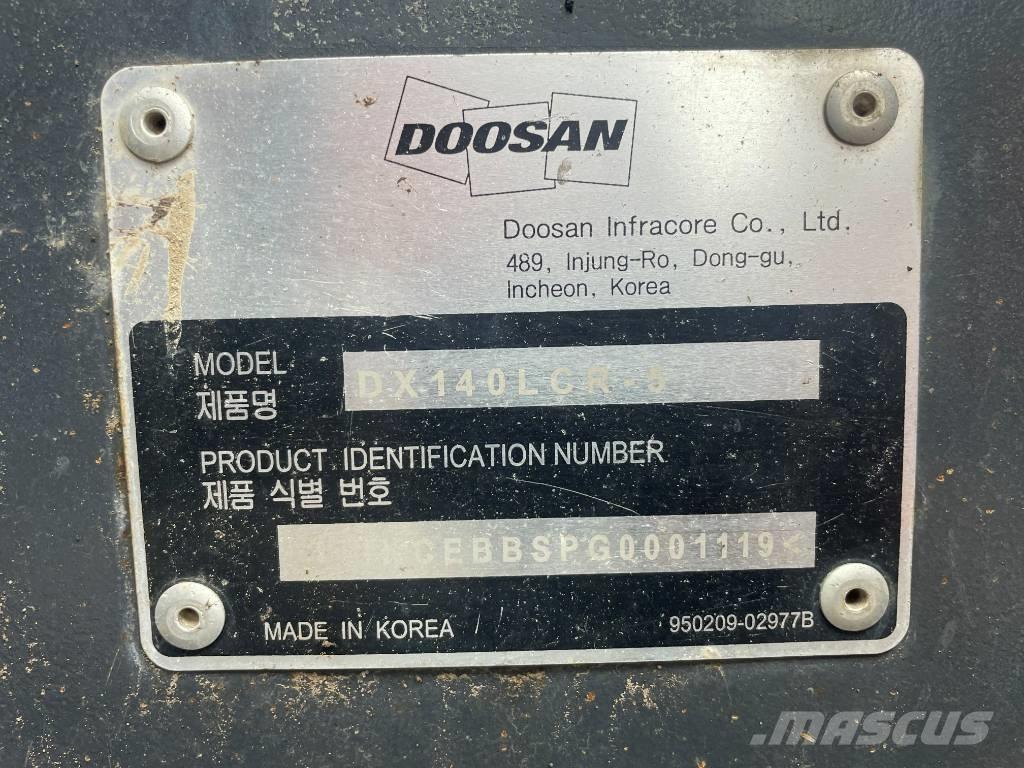 DOOSAN
Doosan Infracore Co., Ltd.
489, Injung-Ro, Dong-gu,
Incheon, Korea
MODEL
제품명
DX140LCR-5
PRODUCT IDENTIFICATION NUMBER
제품 식별 번호
CEBBSPG0001119<
MADE IN KOREA
950209-02977B
MASCUS